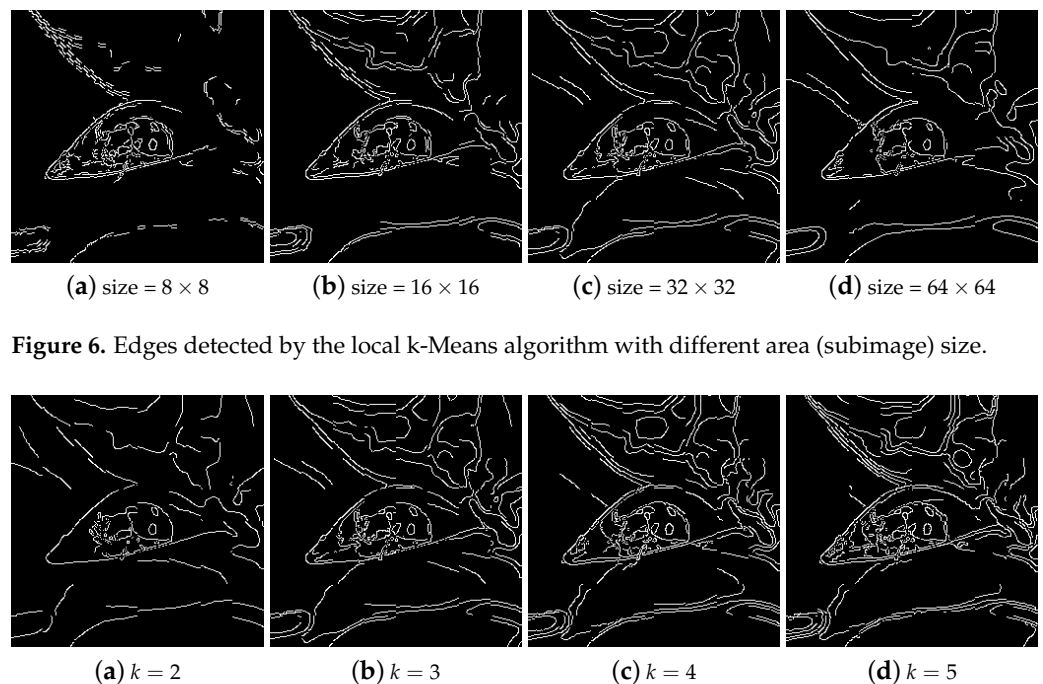 (a) size = 8 × 8 (b) size = 16 × 16 (c) size = 32 × 32 (d) size = 64 × 64
Figure 6. Edges detected by the local k-Means algorithm with different area (subimage) size.
(a) k = 2 (b) k = 3 (c) k = 4 (d) k = 5